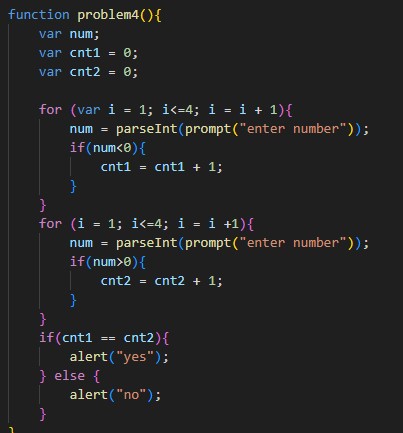 function problem4(){
    var num;
    var cnt1 = 0;
    var cnt2 = 0;

    for (var i = 1; i<=4; i = i + 1){
        num = parseInt(prompt("enter number"));
        if(num<0){
            cnt1 = cnt1 + 1;
        }
    }
    for (i = 1; i<=4; i = i +1){
        num = parseInt(prompt("enter number"));
        if(num>0){
            cnt2 = cnt2 + 1;
        }
    }
    if(cnt1 == cnt2){
        alert("yes");
    } else {
        alert("no");
    }
}